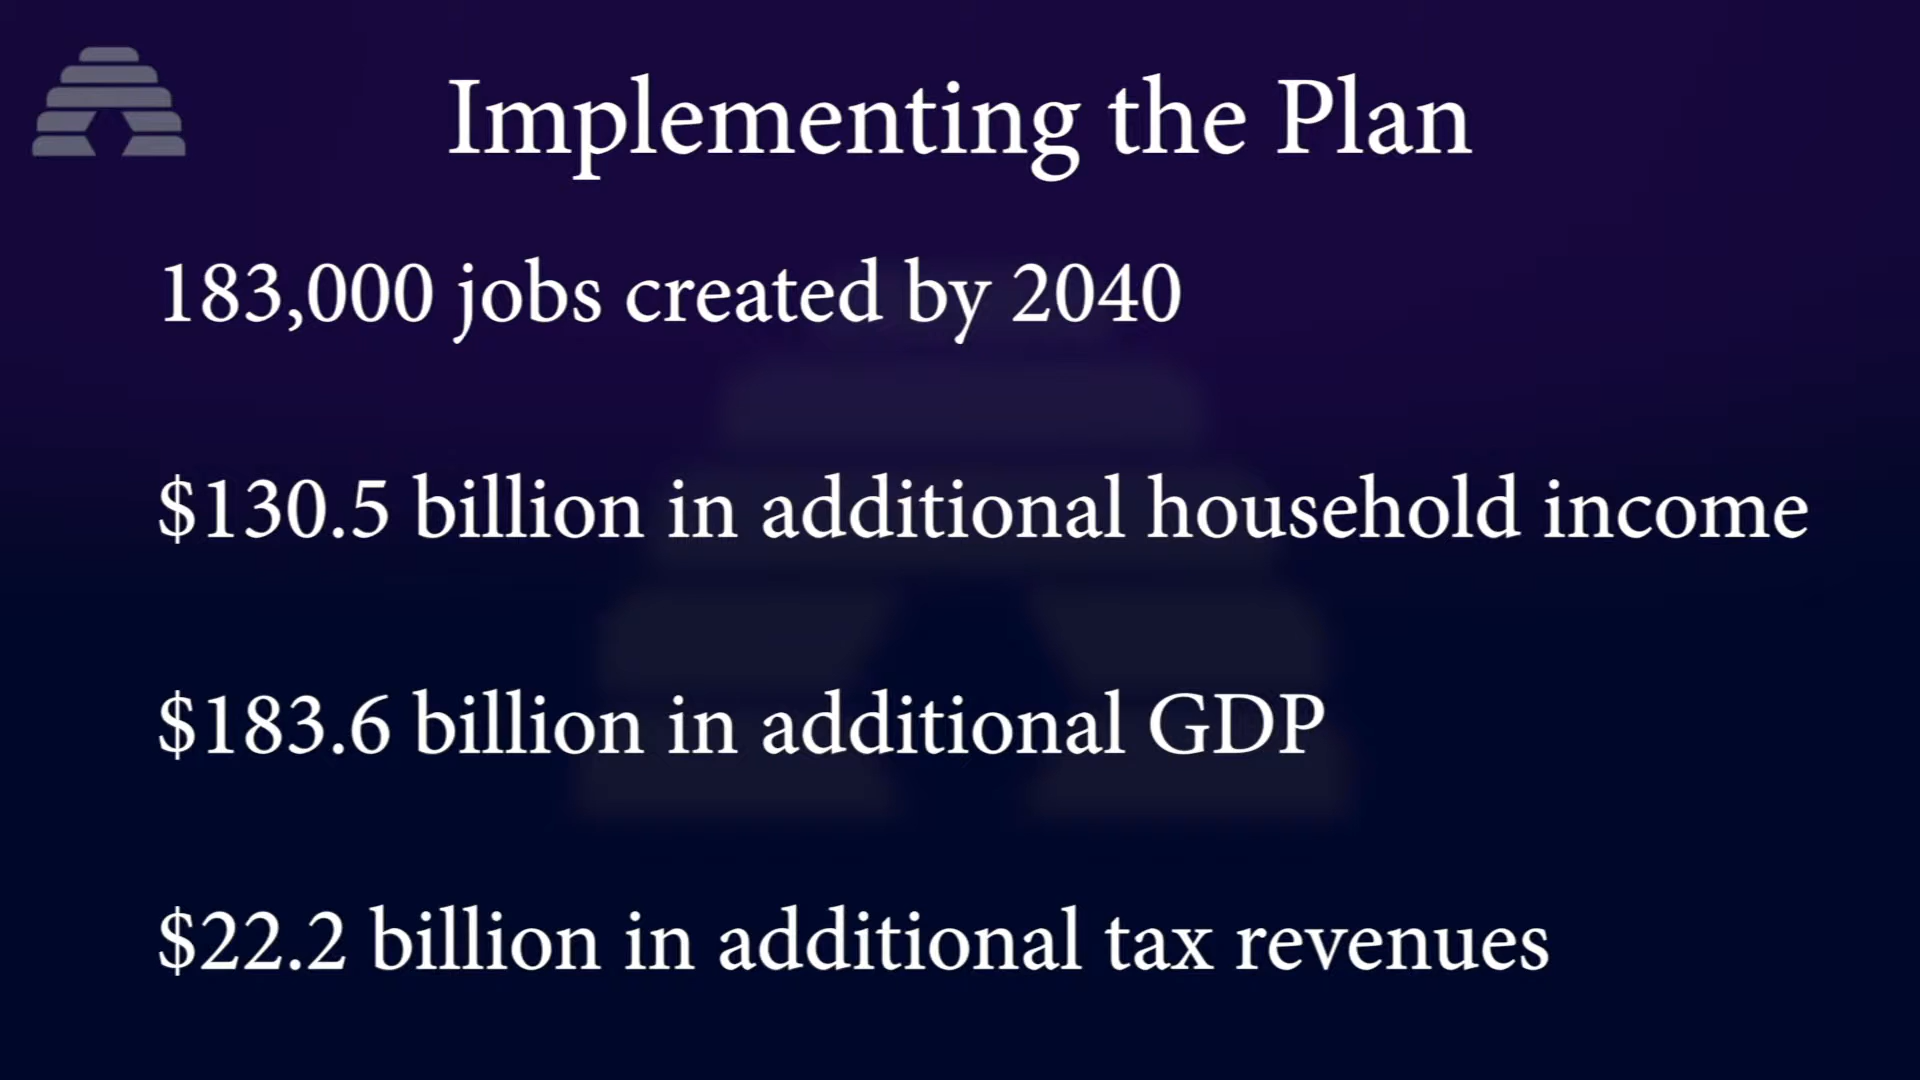 Implementing the Plan
183,000 jobs created by 2040
$130.5 billion in additional household income
$183.6 billion in additional GDP
$22.2 billion in additional tax revenues